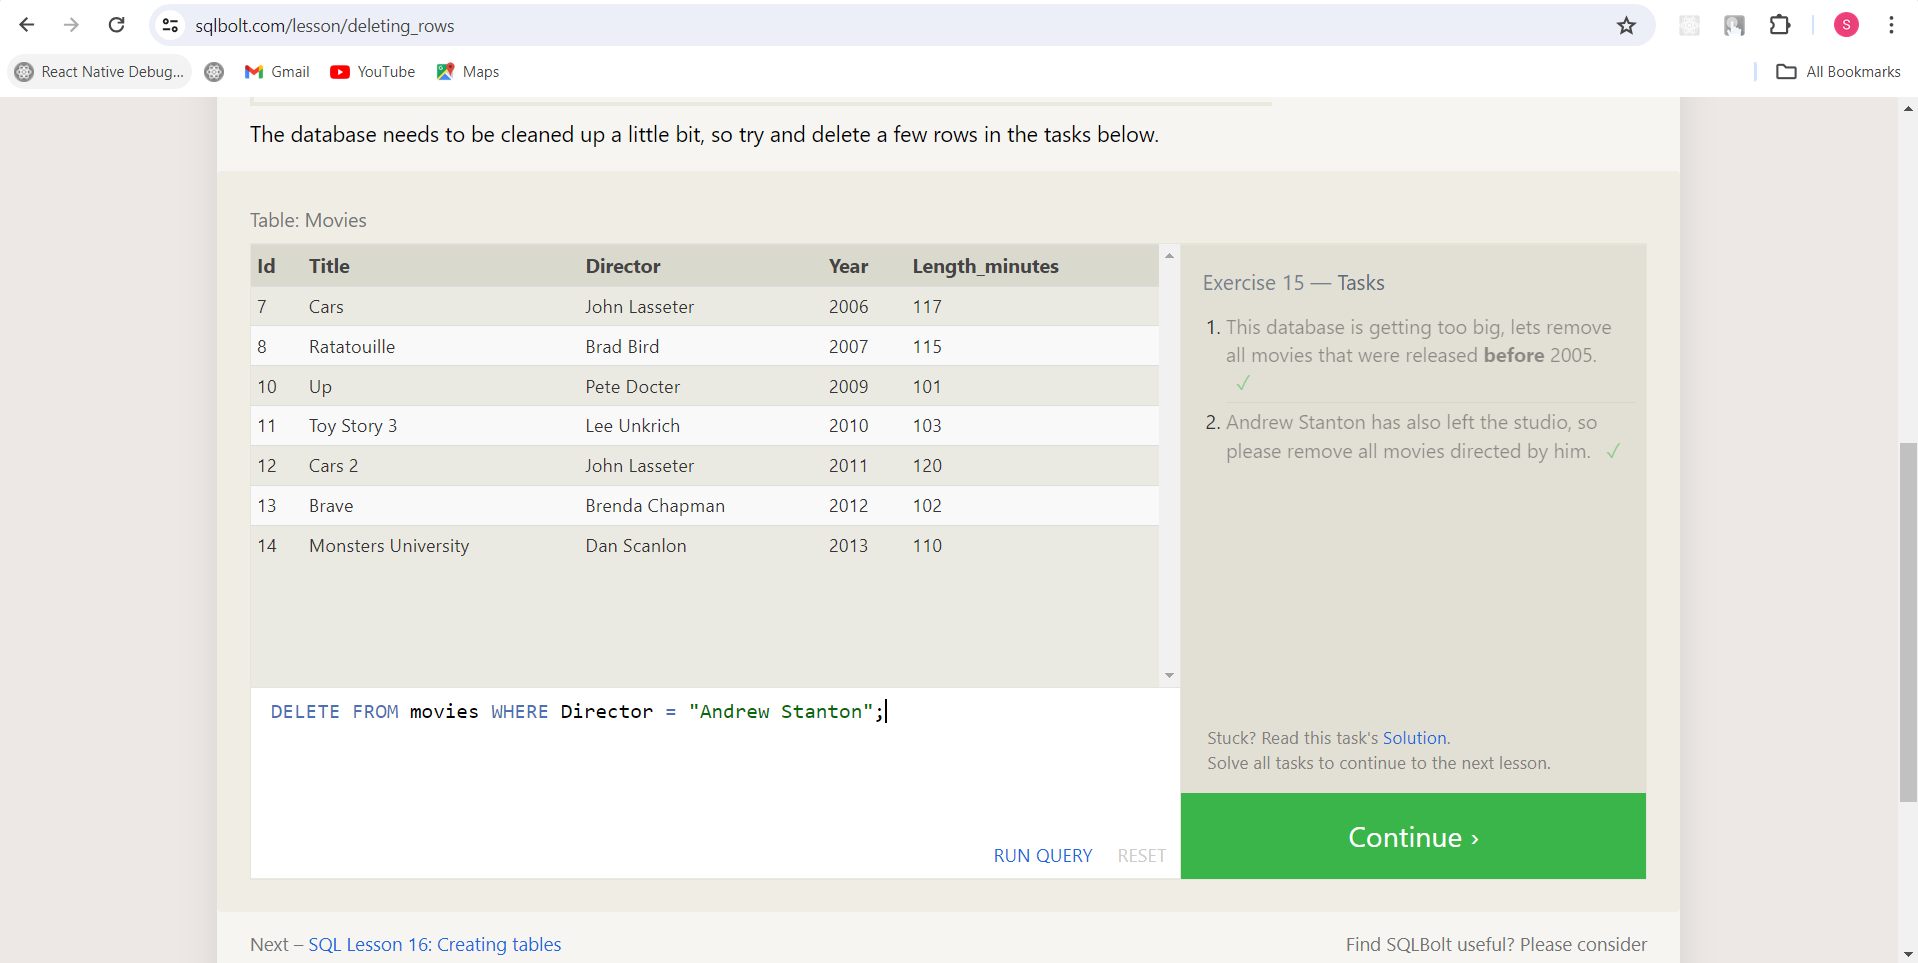 sqlbolt.com/lesson/deleting_rows
S
React Native Debug...
Gmail
YouTube
Maps
All Bookmarks
The database needs to be cleaned up a little bit, so try and delete a few rows in the tasks below.
Table: Movies
Id Title Director Year Length_minutes
7 Cars John Lasseter 2006 117
8 Ratatouille Brad Bird 2007 115
10 Up Pete Docter 2009 101
11 Toy Story 3 Lee Unkrich 2010 103
12 Cars 2 John Lasseter 2011 120
13 Brave Brenda Chapman 2012 102
14 Monsters University Dan Scanlon 2013 110
DELETE FROM movies WHERE Director = "Andrew Stanton";
RUN QUERY RESET
Exercise 15 — Tasks
1. This database is getting too big, lets remove
all movies that were released before 2005.
✓
2. Andrew Stanton has also left the studio, so
please remove all movies directed by him. ✓
Stuck? Read this task's Solution.
Solve all tasks to continue to the next lesson.
Continue ›
Next – SQL Lesson 16: Creating tables
Find SQLBolt useful? Please consider